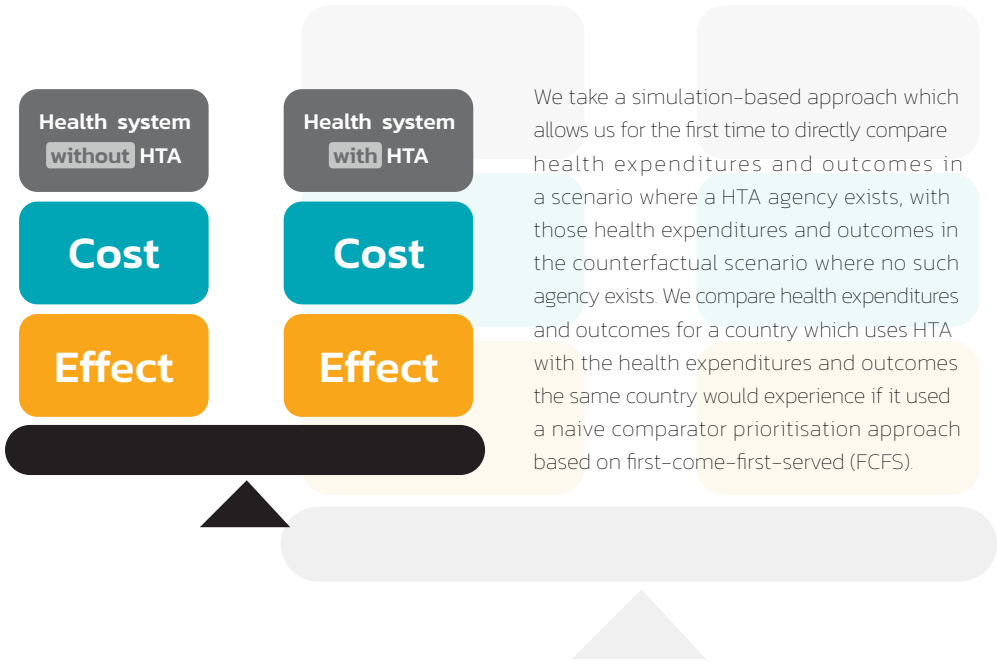 Health system
without HTA
Cost
Effect
Health system
with HTA
Cost
Effect
We take a simulation-based approach which
allows us for the first time to directly compare
health expenditures and outcomes in
a scenario where a HTA agency exists, with
those health expenditures and outcomes in
the counterfactual scenario where no such
agency exists. We compare health expenditures
and outcomes for a country which uses HTA
with the health expenditures and outcomes
the same country would experience if it used
a naive comparator prioritisation approach
based on first-come-first-served (FCFS).